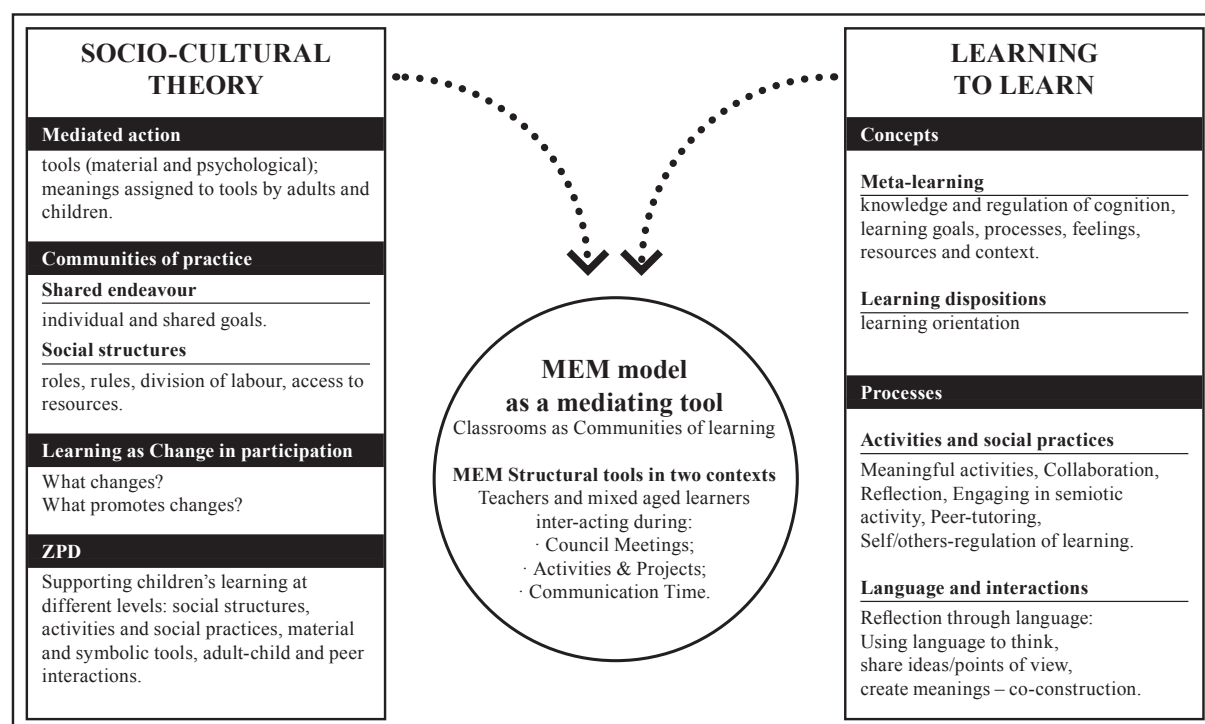 SOCIO-CULTURAL
THEORY
Mediated action
tools (material and psychological);
meanings assigned to tools by adults and
children.
Communities of practice
Shared endeavour
individual and shared goals.
Social structures
roles, rules, division of labour, access to
resources.
Learning as Change in participation
What changes?
What promotes changes?
ZPD
Supporting children’s learning at
different levels: social structures,
activities and social practices, material
and symbolic tools, adult-child and peer
interactions.
MEM model
as a mediating tool
Classrooms as Communities of learning
MEM Structural tools in two contexts
Teachers and mixed aged learners
inter-acting during:
· Council Meetings;
· Activities & Projects;
· Communication Time.
LEARNING
TO LEARN
Concepts
Meta-learning
knowledge and regulation of cognition,
learning goals, processes, feelings,
resources and context.
Learning dispositions
learning orientation
Processes
Activities and social practices
Meaningful activities, Collaboration,
Reflection, Engaging in semiotic
activity, Peer-tutoring,
Self/others-regulation of learning.
Language and interactions
Reflection through language:
Using language to think,
share ideas/points of view,
create meanings – co-construction.